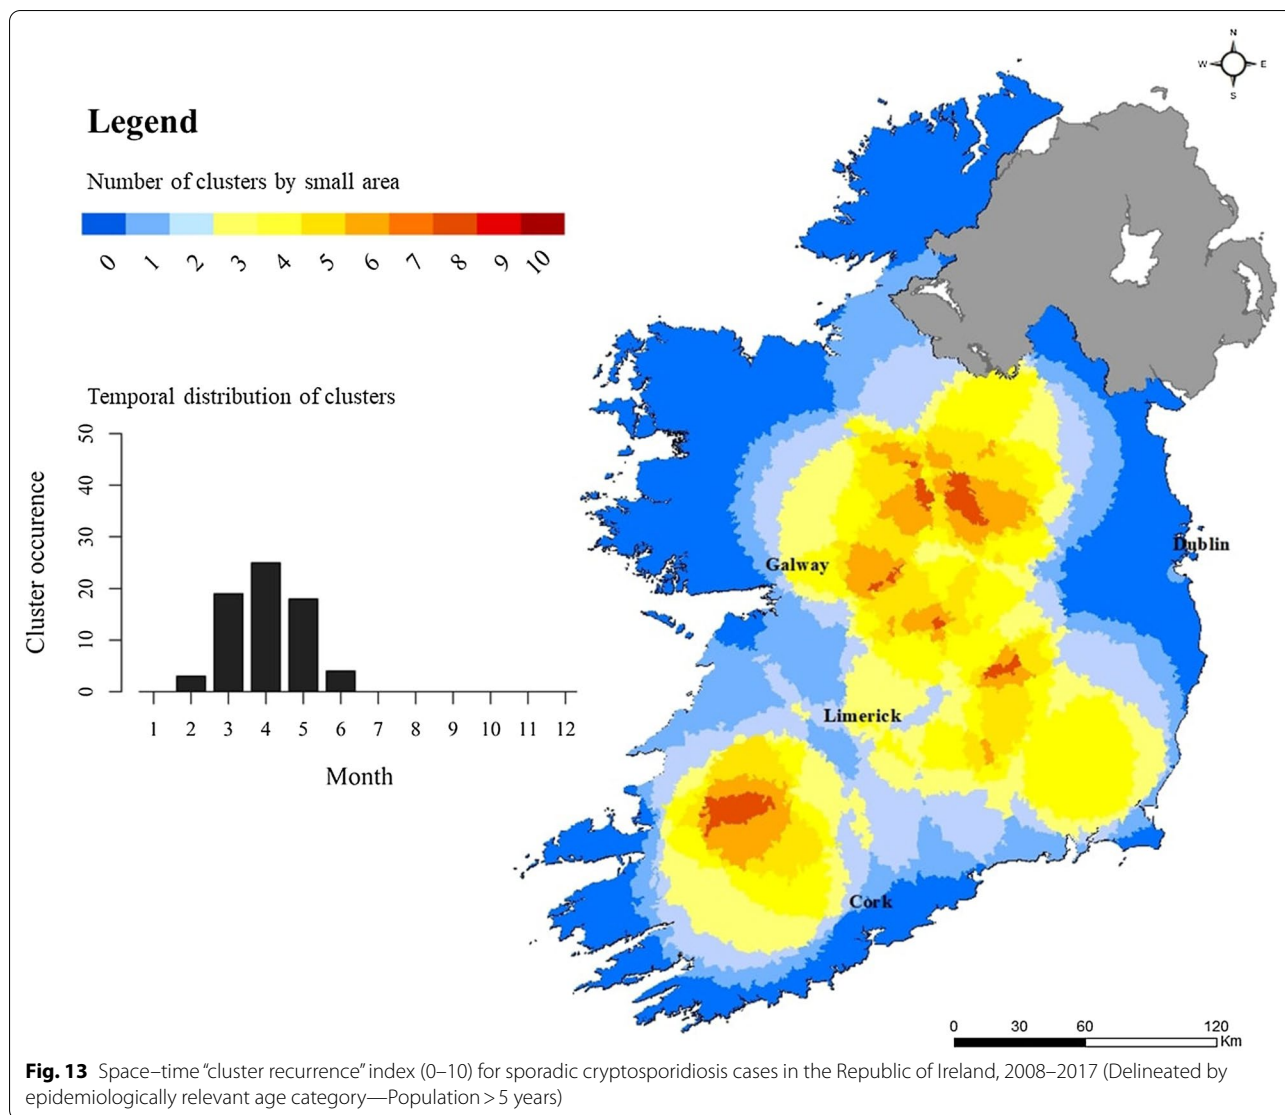 N
W E
S
Legend
Number of clusters by small area
0 1 2 3 4 5 6 7 8 9 10
Temporal distribution of clusters
Cluster occurence
50
40
30
20
10
0
1 2 3 4 5 6 7 8 9 10 11 12
Month
Dublin
Galway
Limerick
Cork
0 30 60 120
Km
Fig. 13 Space–time “cluster recurrence” index (0–10) for sporadic cryptosporidiosis cases in the Republic of Ireland, 2008–2017 (Delineated by
epidemiologically relevant age category—Population > 5 years)